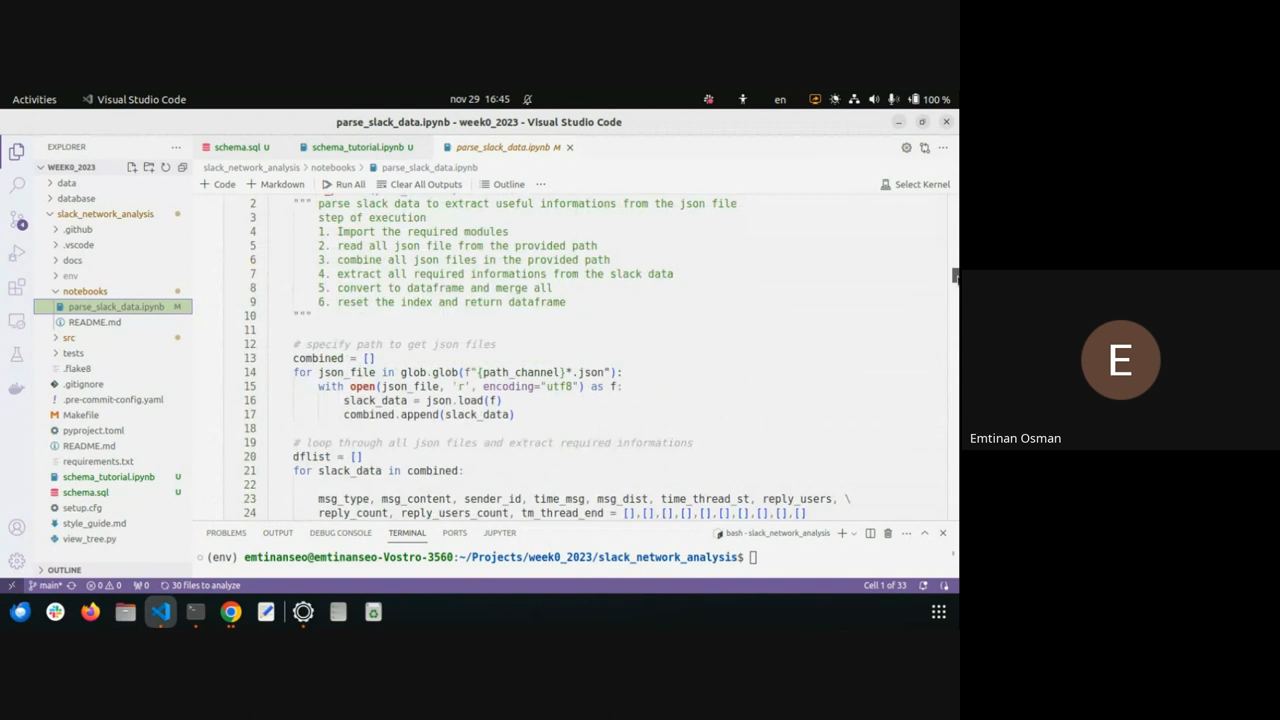 Activities
Visual Studio Code
nov 29 16:45
en
100 %
parse_slack_data.ipynb - week0_2023 - Visual Studio Code
EXPLORER
WEEK0_2023
data
database
slack_network_analysis
.github
.vscode
docs
env
notebooks
parse_slack_data.ipynb M
README.md
src
tests
.flake8
.gitignore
.pre-commit-config.yaml
Makefile
pyproject.toml
README.md
requirements.txt
schema_tutorial.ipynb U
schema.sql U
setup.cfg
style_guide.md
view_tree.py
OUTLINE
schema.sql U
schema_tutorial.ipynb U
parse_slack_data.ipynb M
slack_network_analysis > notebooks > parse_slack_data.ipynb
+ Code + Markdown Run All Clear All Outputs Outline ...
Select Kernel
2 """ parse slack data to extract useful informations from the json file
3 step of execution
4 1. Import the required modules
5 2. read all json file from the provided path
6 3. combine all json files in the provided path
7 4. extract all required informations from the slack data
8 5. convert to dataframe and merge all
9 6. reset the index and return dataframe
10 """
11
12 # specify path to get json files
13 combined = []
14 for json_file in glob.glob(f"{path_channel}*.json"):
15 with open(json_file, 'r', encoding="utf8") as f:
16 slack_data = json.load(f)
17 combined.append(slack_data)
18
19 # loop through all json files and extract required informations
20 dflist = []
21 for slack_data in combined:
22
23 msg_type, msg_content, sender_id, time_msg, msg_dist, time_thread_st, reply_users, \
24 reply_count, reply_users_count, tm_thread_end = [],[],[],[],[],[],[],[],[],[]
PROBLEMS OUTPUT DEBUG CONSOLE TERMINAL PORTS JUPYTER
bash - slack_network_analysis
(env) emtinanseo@emtinanseo-Vostro-3560:~/Projects/week0_2023/slack_network_analysis$
main* 0 0 0 30 files to analyze
Cell 1 of 33
E
Emtinan Osman